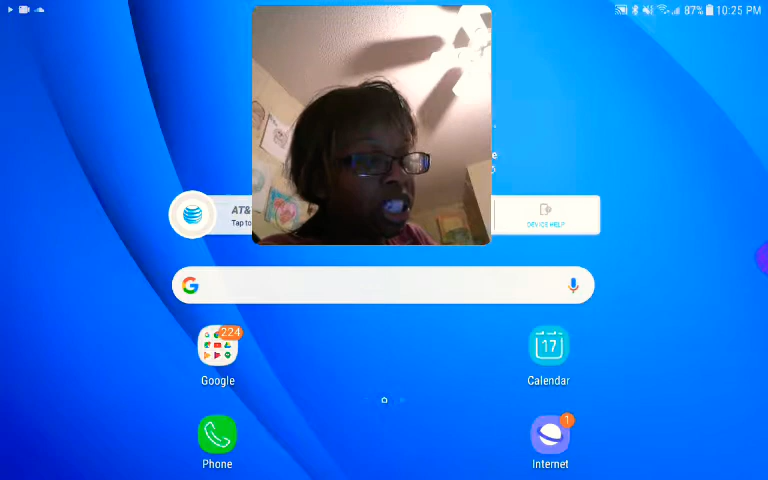 87% 10:25 PM
AT&
Tap to
DEVICE HELP
224
17
Google
Calendar
1
Phone
Internet